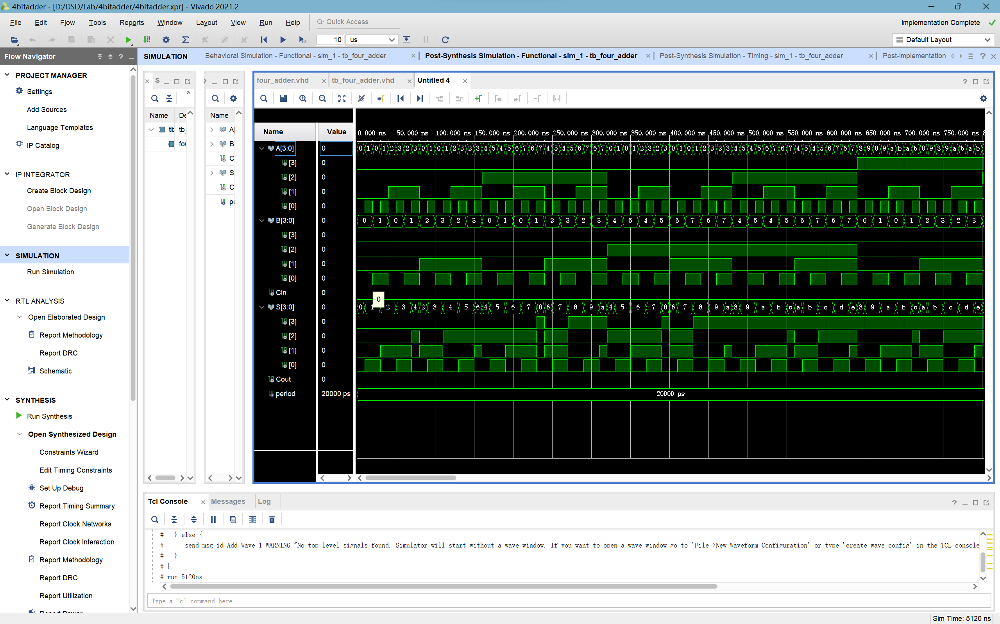 4bitadder - [D:/DSD/Lab/4bitadder/4bitadder.xpr] - Vivado 2021.2
File Edit Flow Tools Reports Window Layout View Run Help Quick Access Implementation Complete
10 us Default Layout
Flow Navigator
SIMULATION Behavioral Simulation - Functional - sim_1 - tb_four_adder Post-Synthesis Simulation - Functional - sim_1 - tb_four_adder Post-Synthesis Simulation - Timing - sim_1 - tb_four_adder Post-Implementation
PROJECT MANAGER
Settings
Add Sources
Language Templates
IP Catalog
IP INTEGRATOR
Create Block Design
Open Block Design
Generate Block Design
SIMULATION
Run Simulation
RTL ANALYSIS
Open Elaborated Design
Report Methodology
Report DRC
Schematic
SYNTHESIS
Run Synthesis
Open Synthesized Design
Constraints Wizard
Edit Timing Constraints
Set Up Debug
Report Timing Summary
Report Clock Networks
Report Clock Interaction
Report Methodology
Report DRC
Report Utilization
S
Name De
tb tb_
fou
Name
A[
B
C
S
C
pe
four_adder.vhd tb_four_adder.vhd Untitled 4
Name Value
0.000 ns 50.000 ns 100.000 ns 150.000 ns 200.000 ns 250.000 ns 300.000 ns 350.000 ns 400.000 ns 450.000 ns 500.000 ns 550.000 ns 600.000 ns 650.000 ns 700.000 ns 750.000 ns
A[3:0] 0 0 1 0 1 2 3 2 3 0 1 0 1 2 3 2 3 4 5 4 5 6 7 6 7 4 5 4 5 6 7 6 7 0 1 0 1 2 3 2 3 0 1 0 1 2 3 2 3 4 5 4 5 6 7 6 7 4 5 4 5 6 7 6 7 8 9 8 9 a b a b 8 9 8 9 a b a b
[3] 0
[2] 0
[1] 0
[0] 0
B[3:0] 0 0 1 0 1 2 3 2 3 0 1 0 1 2 3 2 3 4 5 4 5 6 7 6 7 4 5 4 5 6 7 6 7 0 1 0 1 2 3 2 3
[3] 0
[2] 0
[1] 0
[0] 0
Cin 0
0
S[3:0] 0 0 1 2 3 4 2 3 4 5 6 4 5 6 7 8 6 7 8 9 a 4 5 6 7 8 6 7 8 9 a 8 9 a b c a b c d e 8 9 a b c a b c d e
[3] 0
[2] 0
[1] 0
[0] 0
Cout 0
period 20000 ps 20000 ps
Tcl Console Messages Log
# } else {
# send_msg_id Add_Wave-1 WARNING "No top level signals found. Simulator will start without a wave window. If you want to open a wave window go to 'File->New Waveform Configuration' or type 'create_wave_config' in the TCL console
# }
# }
# run 5120ns
Type a Tcl command here
Sim Time: 5120 ns